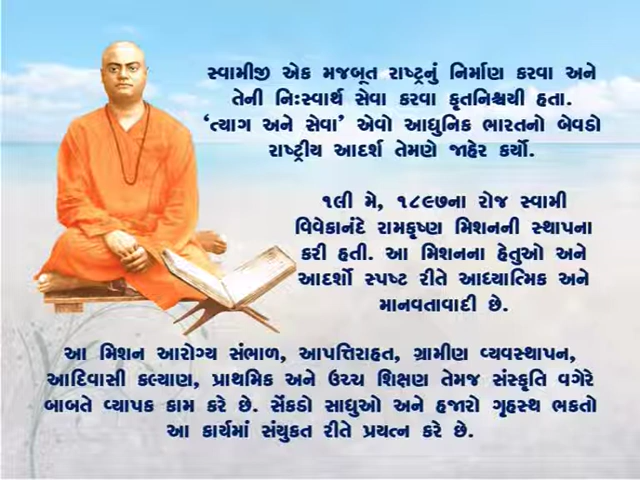 સ્વામીજી એક મજબૂત રાષ્ટ્રનું નિર્માણ કરવા અને
તેની નિઃસ્વાર્થ સેવા કરવા કૃતનિશ્ચયી હતા.
‘ત્યાગ અને સેવા’ એવો આધુનિક ભારતનો બેવડો
રાષ્ટ્રીય આદર્શ તેમણે જાહેર કર્યો.
૧લી મે, ૧૮૯૭ના રોજ સ્વામી
વિવેકાનંદે રામકૃષ્ણ મિશનની સ્થાપના
કરી હતી. આ મિશનના હેતુઓ અને
આદર્શો સ્પષ્ટ રીતે આધ્યાત્મિક અને
માનવતાવાદી છે.
આ મિશન આરોગ્ય સંભાળ, આપત્તિરાહત, ગ્રામીણ વ્યવસ્થાપન,
આદિવાસી કલ્યાણ, પ્રાથમિક અને ઉચ્ચ શિક્ષણ તેમજ સંસ્કૃતિ વગેરે
બાબતે વ્યાપક કામ કરે છે. સેંકડો સાધુઓ અને હજારો ગૃહસ્થ ભકતો
આ કાર્યમાં સંયુકત રીતે પ્રયત્ન કરે છે.